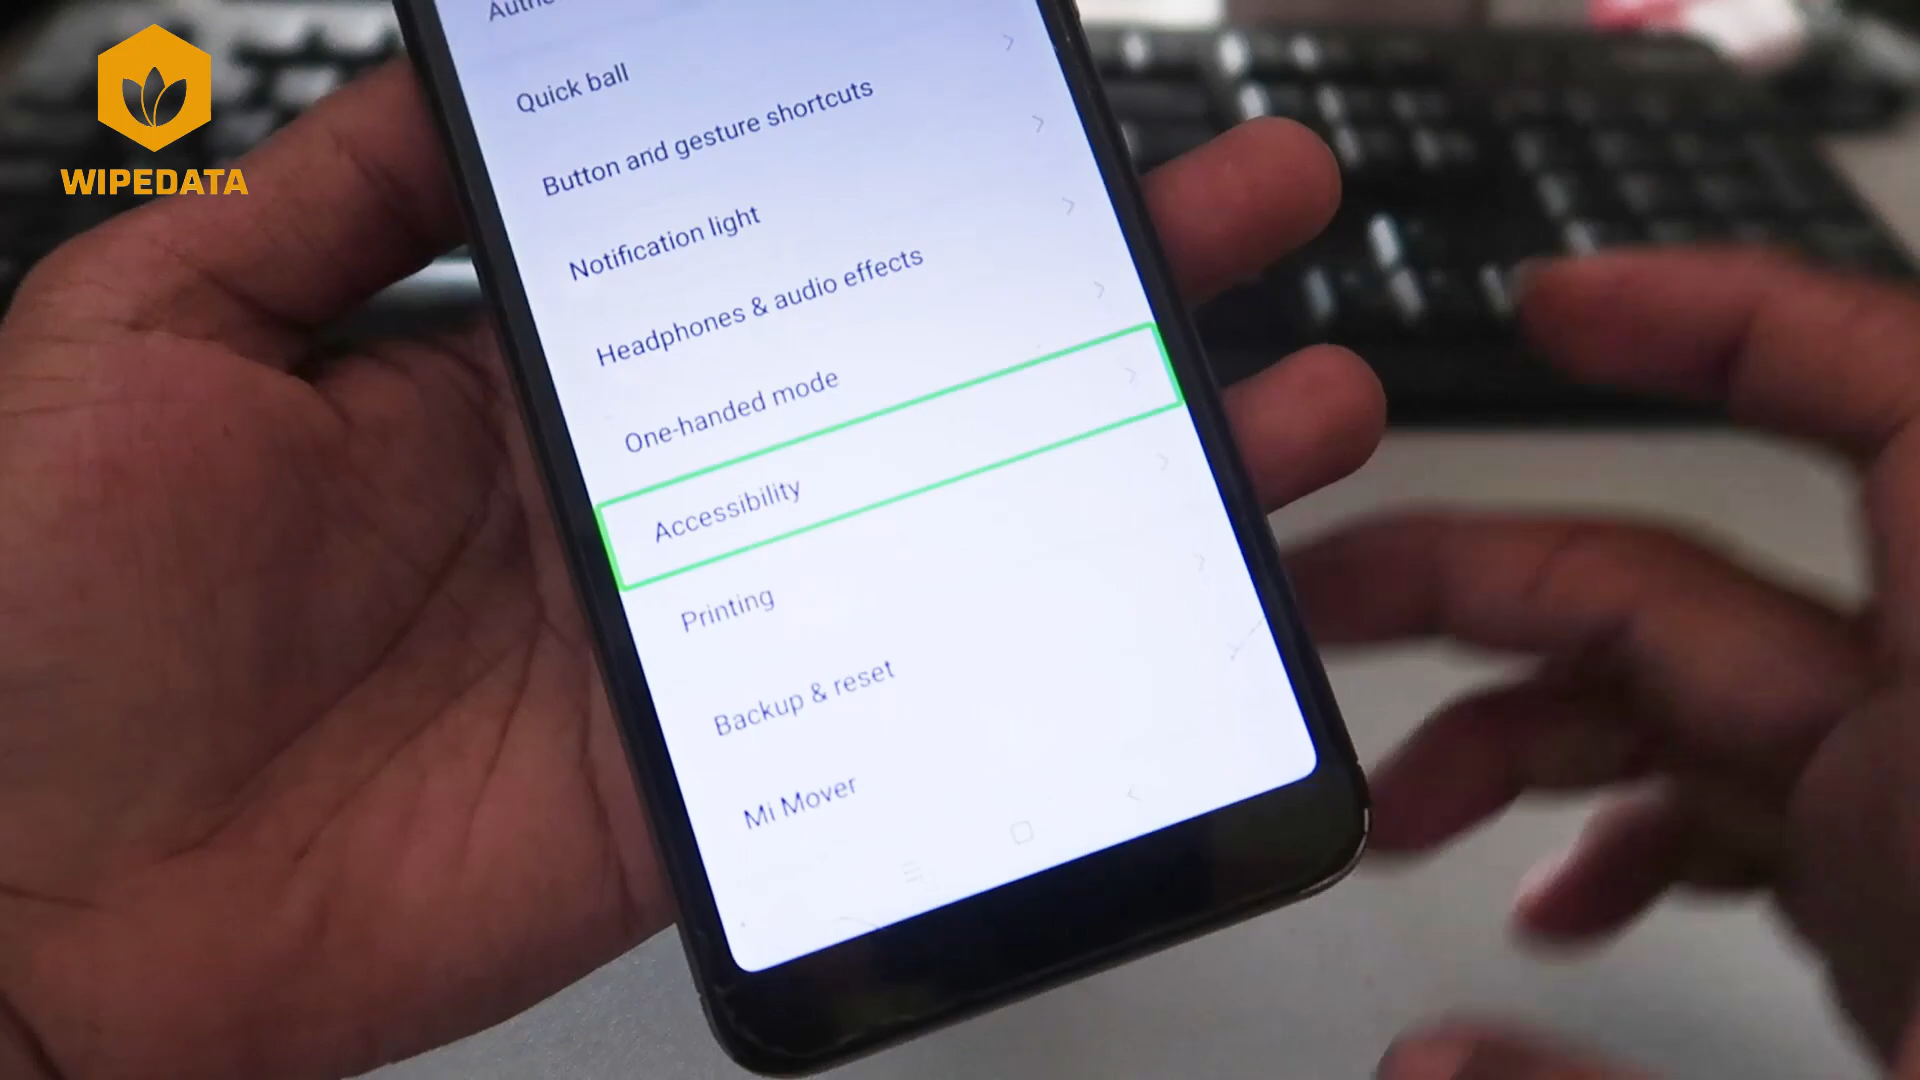 WIPEDATA
Quick ball
Button and gesture shortcuts
Notification light
Headphones & audio effects
One-handed mode
Accessibility
Printing
Backup & reset
Mi Mover